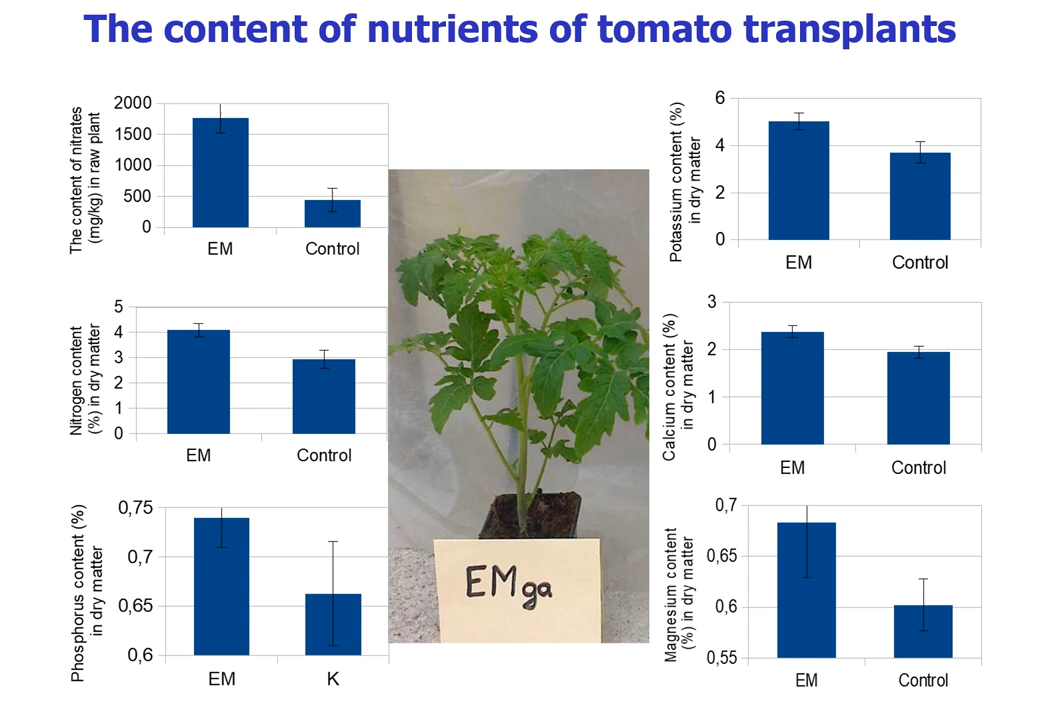 The content of nutrients of tomato transplants
The content of nitrates
(mg/kg) in raw plant
2000
1500
1000
500
0
EM Control
Nitrogen content
(%) in dry matter
5
4
3
2
1
0
EM Control
Phosphorus content (%)
in dry matter
0,75
0,7
0,65
0,6
EM K
EM ga
Potassium content (%)
in dry matter
6
4
2
0
EM Control
Calcium content (%)
in dry matter
3
2
1
0
EM Control
Magnesium content
(%) in dry matter
0,7
0,65
0,6
0,55
EM Control